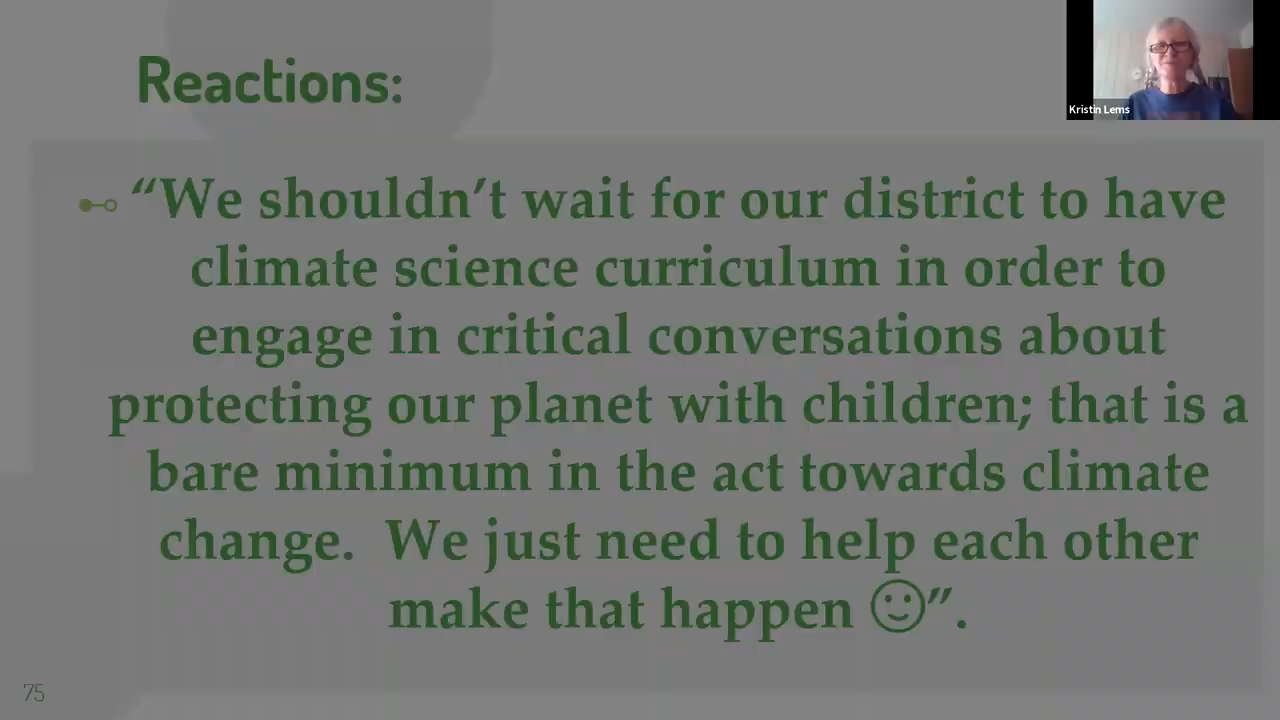 Reactions:
Kristin Lems
“We shouldn’t wait for our district to have
climate science curriculum in order to
engage in critical conversations about
protecting our planet with children; that is a
bare minimum in the act towards climate
change.  We just need to help each other
make that happen ☺”.
75